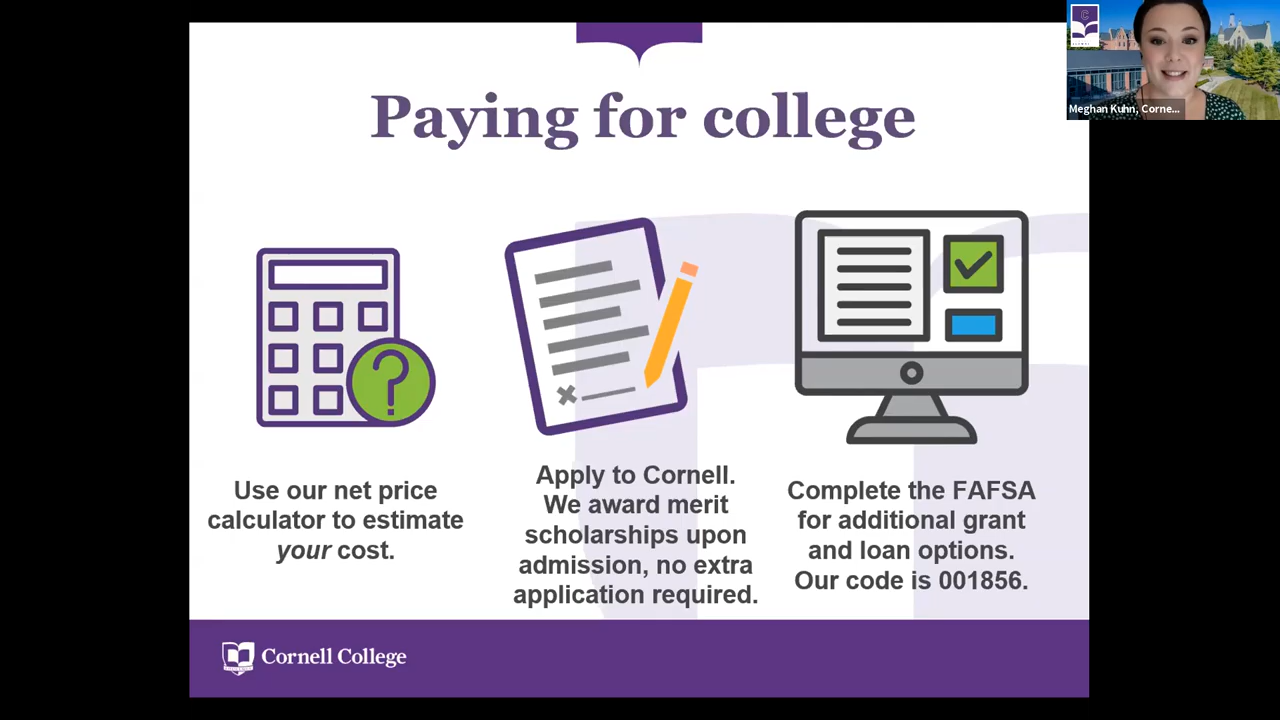 Paying for college
Meghan Kuhn, Corne...
Use our net price
calculator to estimate
your cost.
Apply to Cornell.
We award merit
scholarships upon
admission, no extra
application required.
Complete the FAFSA
for additional grant
and loan options.
Our code is 001856.
Cornell College